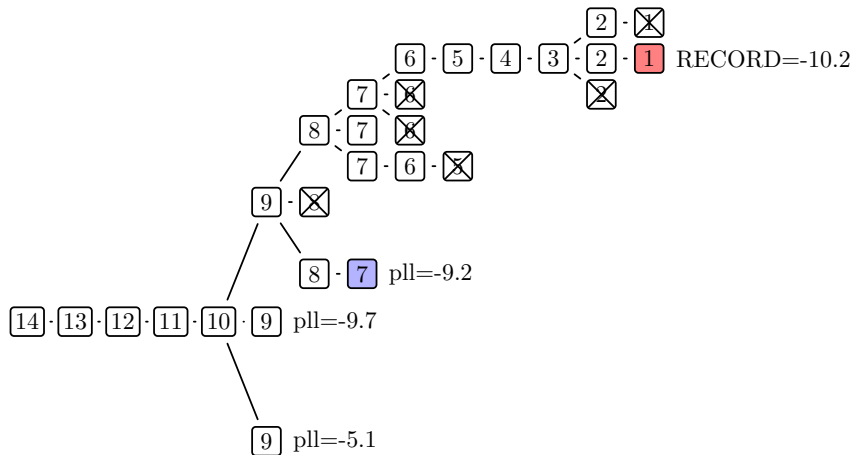 2 1
6 5 4 3 2 1 RECORD=-10.2
7 6 2
8 7 6
7 6 5
9 8
8 7 pll=-9.2
14 13 12 11 10 9 pll=-9.7
9 pll=-5.1